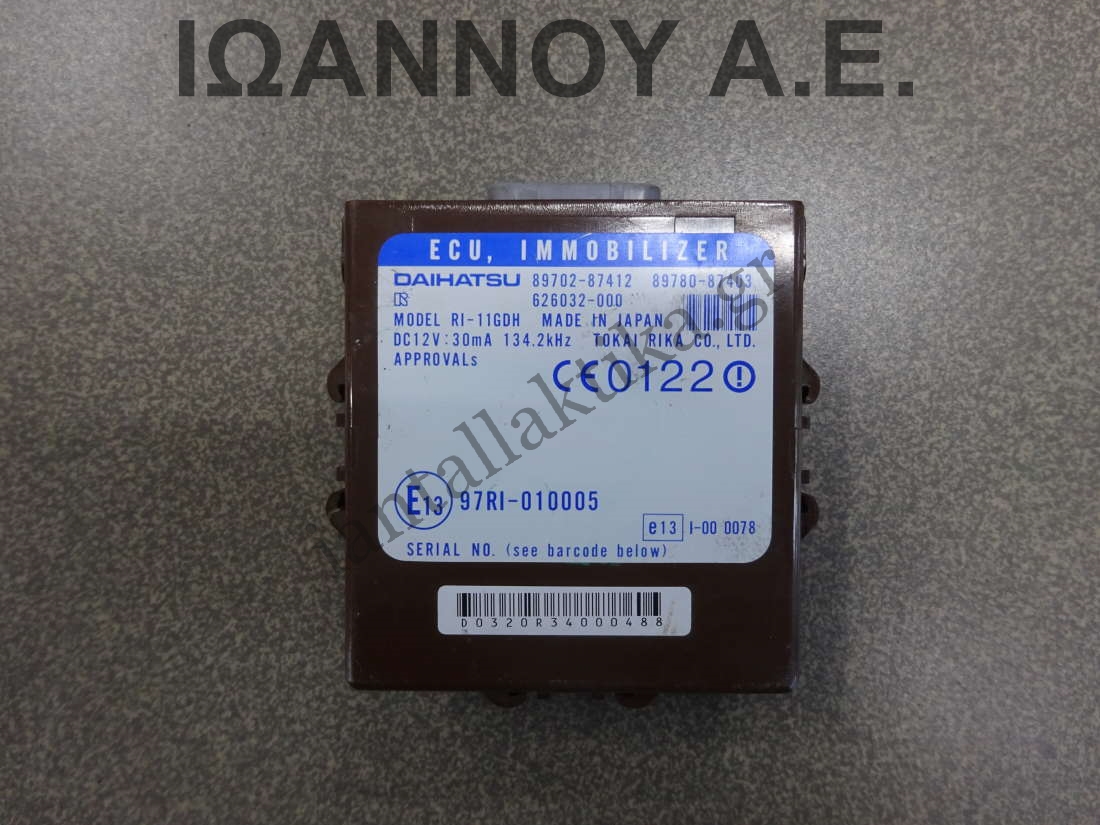 ΙΩΑΝΝΟΥ Α.Ε.
ECU, IMMOBILIZER
DAIHATSU 89702-87412 89780-87403
626032-000
MODEL RI-11GDH MADE IN JAPAN
DC12V:30mA 134.2kHz TOKAI RIKA CO., LTD.
APPROVALs
CE0122
E13 97RI-010005
e13 I-00 0078
SERIAL NO. (see barcode below)
D0320R34000488
antallaktika.gr